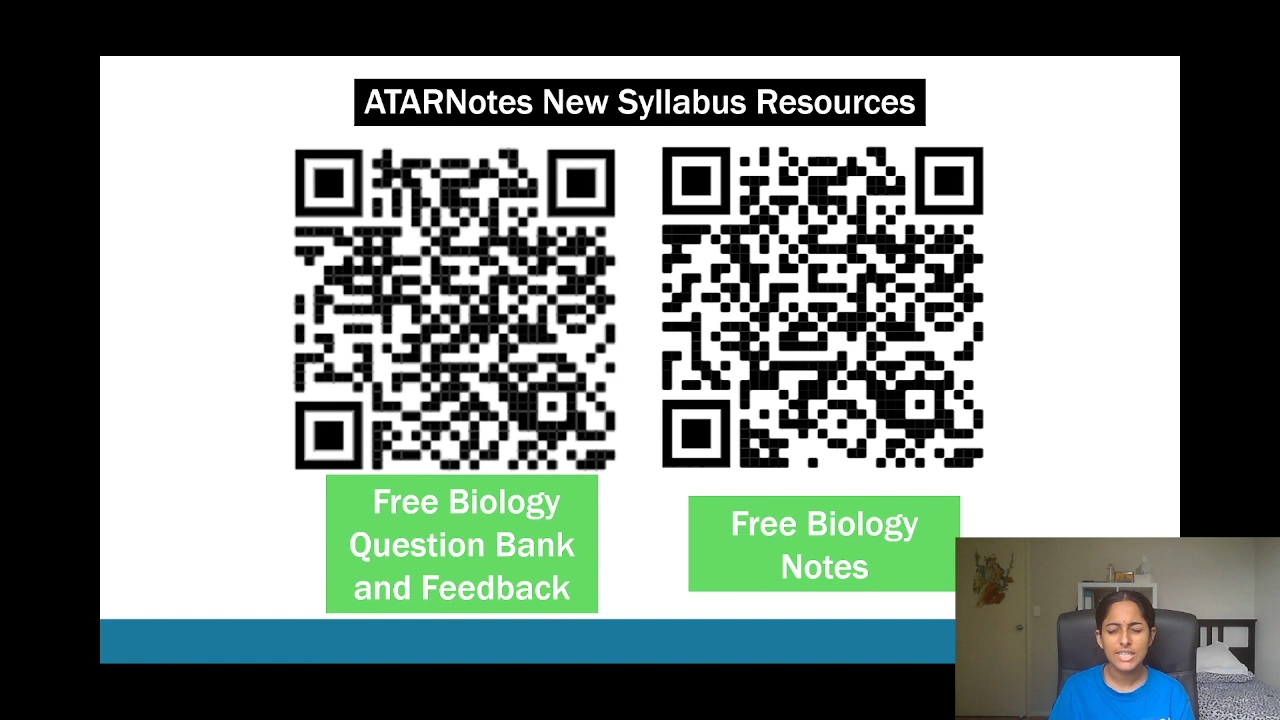 ATARNotes New Syllabus Resources
Free Biology
Question Bank
and Feedback
Free Biology
Notes